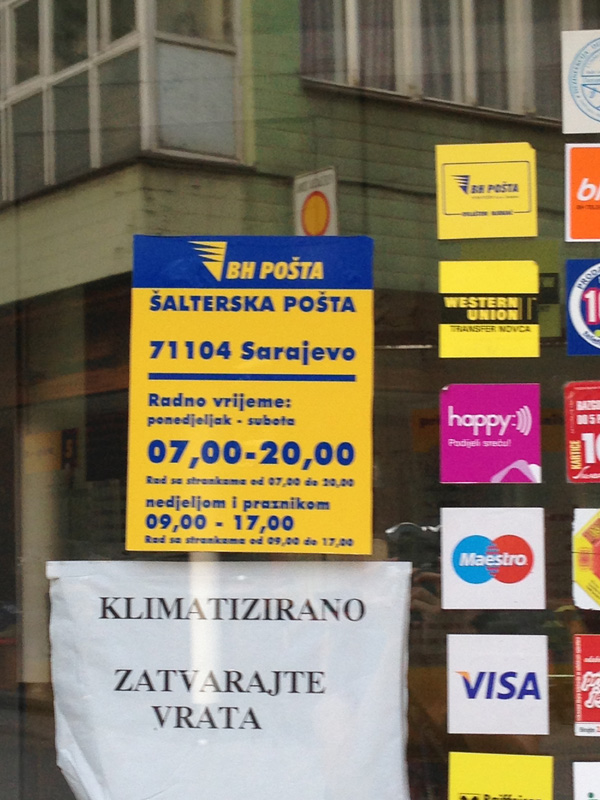 BH POŠTA
ŠALTERSKA POŠTA
71104 Sarajevo
Radno vrijeme:
ponedjeljak - subota
07,00-20,00
Rad sa strankama od 07,00 do 20,00
nedjeljom i praznikom
09,00 - 17,00
Rad sa strankama od 09,00 do 17,00
KLIMATIZIRANO
ZATVARAJTE
VRATA
BH POŠTA
WESTERN
UNION
TRANSFER NOVCA
happy:)
Podijeli sreću!
Maestro
VISA
KARTICE